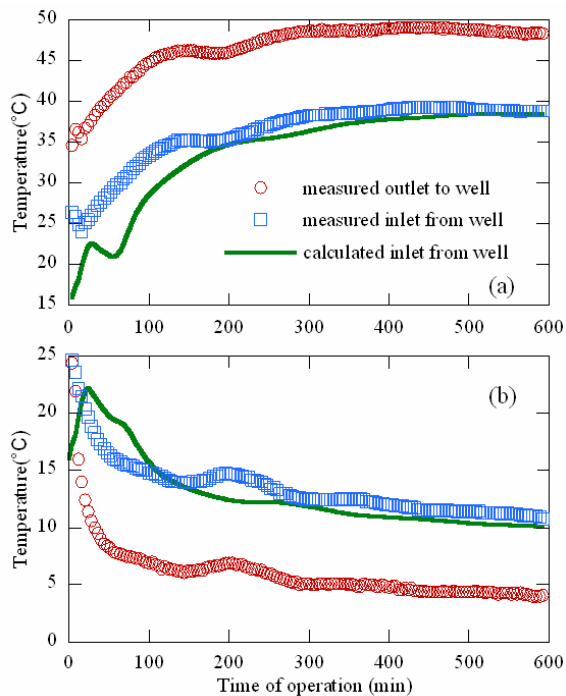 50
45
40
35
30
25
20
15
Temperature(°C)
measured outlet to well
measured inlet from well
calculated inlet from well
(a)
0 100 200 300 400 500 600
25
20
15
10
5
0
Temperature(°C)
(b)
0 100 200 300 400 500 600
Time of operation (min)